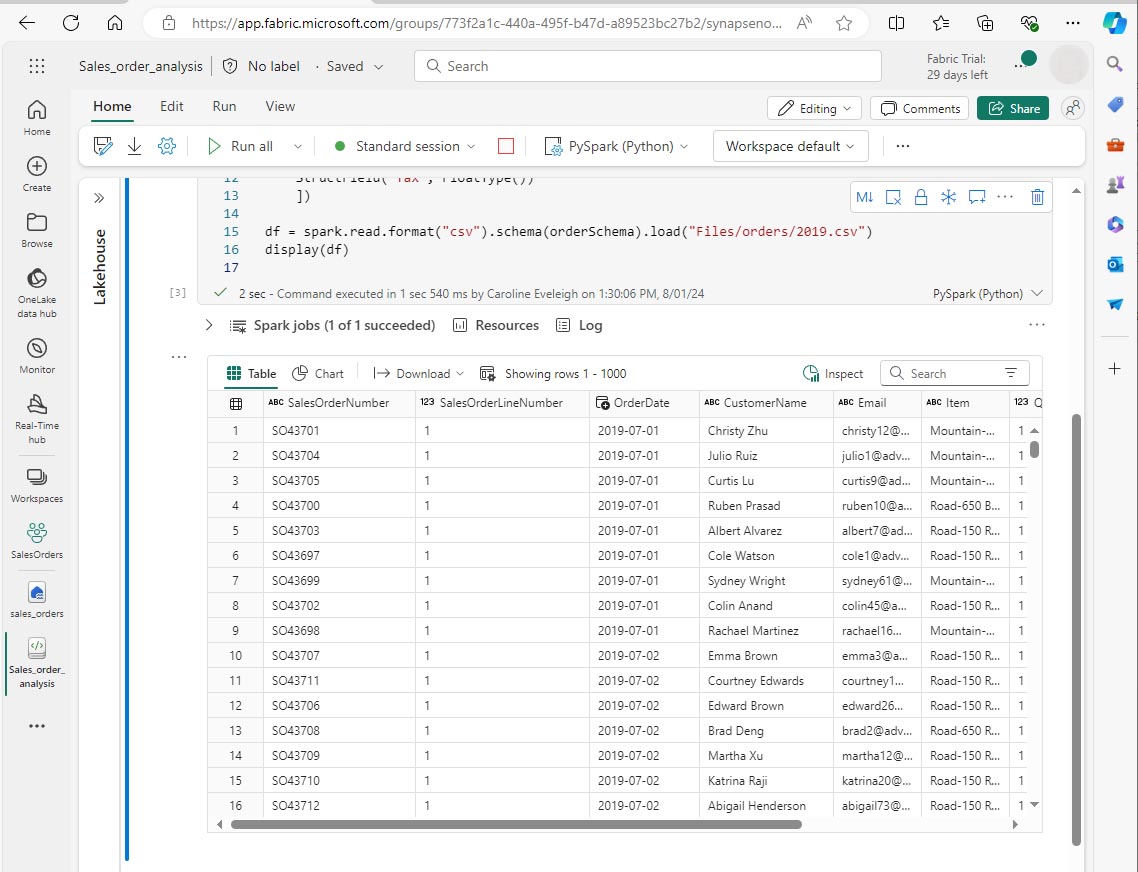 https://app.fabric.microsoft.com/groups/773f2a1c-440a-495f-b47d-a89523bc27b2/synapseno...
Sales_order_analysis | No label · Saved
Search
Fabric Trial:
29 days left
Home Edit Run View
Editing Comments Share
Run all Standard session PySpark (Python) Workspace default ...
Home
Create
Browse
OneLake
data hub
Monitor
Real-Time
hub
Workspaces
SalesOrders
sales_orders
Sales_order_
analysis
Lakehouse
12 StructField("Tax", FloatType())
13 ])
14
15 df = spark.read.format("csv").schema(orderSchema).load("Files/orders/2019.csv")
16 display(df)
17
M↓
[3] 2 sec - Command executed in 1 sec 540 ms by Caroline Eveleigh on 1:30:06 PM, 8/01/24 PySpark (Python)
Spark jobs (1 of 1 succeeded) Resources Log
Table Chart Download Showing rows 1 - 1000 Inspect Search
ABC SalesOrderNumber 123 SalesOrderLineNumber OrderDate ABC CustomerName ABC Email ABC Item 123 Q
1 SO43701 1 2019-07-01 Christy Zhu christy12@... Mountain-... 1
2 SO43704 1 2019-07-01 Julio Ruiz julio1@adv... Mountain-... 1
3 SO43705 1 2019-07-01 Curtis Lu curtis9@ad... Mountain-... 1
4 SO43700 1 2019-07-01 Ruben Prasad ruben10@a... Road-650 B... 1
5 SO43703 1 2019-07-01 Albert Alvarez albert7@ad... Road-150 R... 1
6 SO43697 1 2019-07-01 Cole Watson cole1@adv... Road-150 R... 1
7 SO43699 1 2019-07-01 Sydney Wright sydney61@... Mountain-... 1
8 SO43702 1 2019-07-01 Colin Anand colin45@a... Road-150 R... 1
9 SO43698 1 2019-07-01 Rachael Martinez rachael16... Mountain-... 1
10 SO43707 1 2019-07-02 Emma Brown emma3@a... Road-150 R... 1
11 SO43711 1 2019-07-02 Courtney Edwards courtney1... Road-150 R... 1
12 SO43706 1 2019-07-02 Edward Brown edward26... Road-150 R... 1
13 SO43708 1 2019-07-02 Brad Deng brad2@adv... Road-650 R... 1
14 SO43709 1 2019-07-02 Martha Xu martha12@... Road-150 R... 1
15 SO43710 1 2019-07-02 Katrina Raji katrina20@... Road-150 R... 1
16 SO43712 1 2019-07-02 Abigail Henderson abigail73@... Road-150 R... 1